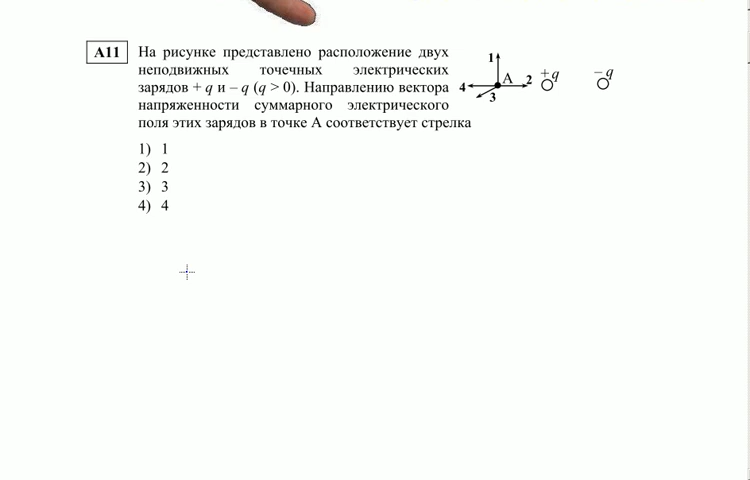 А11
На рисунке представлено расположение двух
неподвижных точечных электрических
зарядов + q и – q (q > 0). Направлению вектора
напряженности суммарного электрического
поля этих зарядов в точке А соответствует стрелка
1) 1
2) 2
3) 3
4) 4
1
4
А
2
3
+q
–q